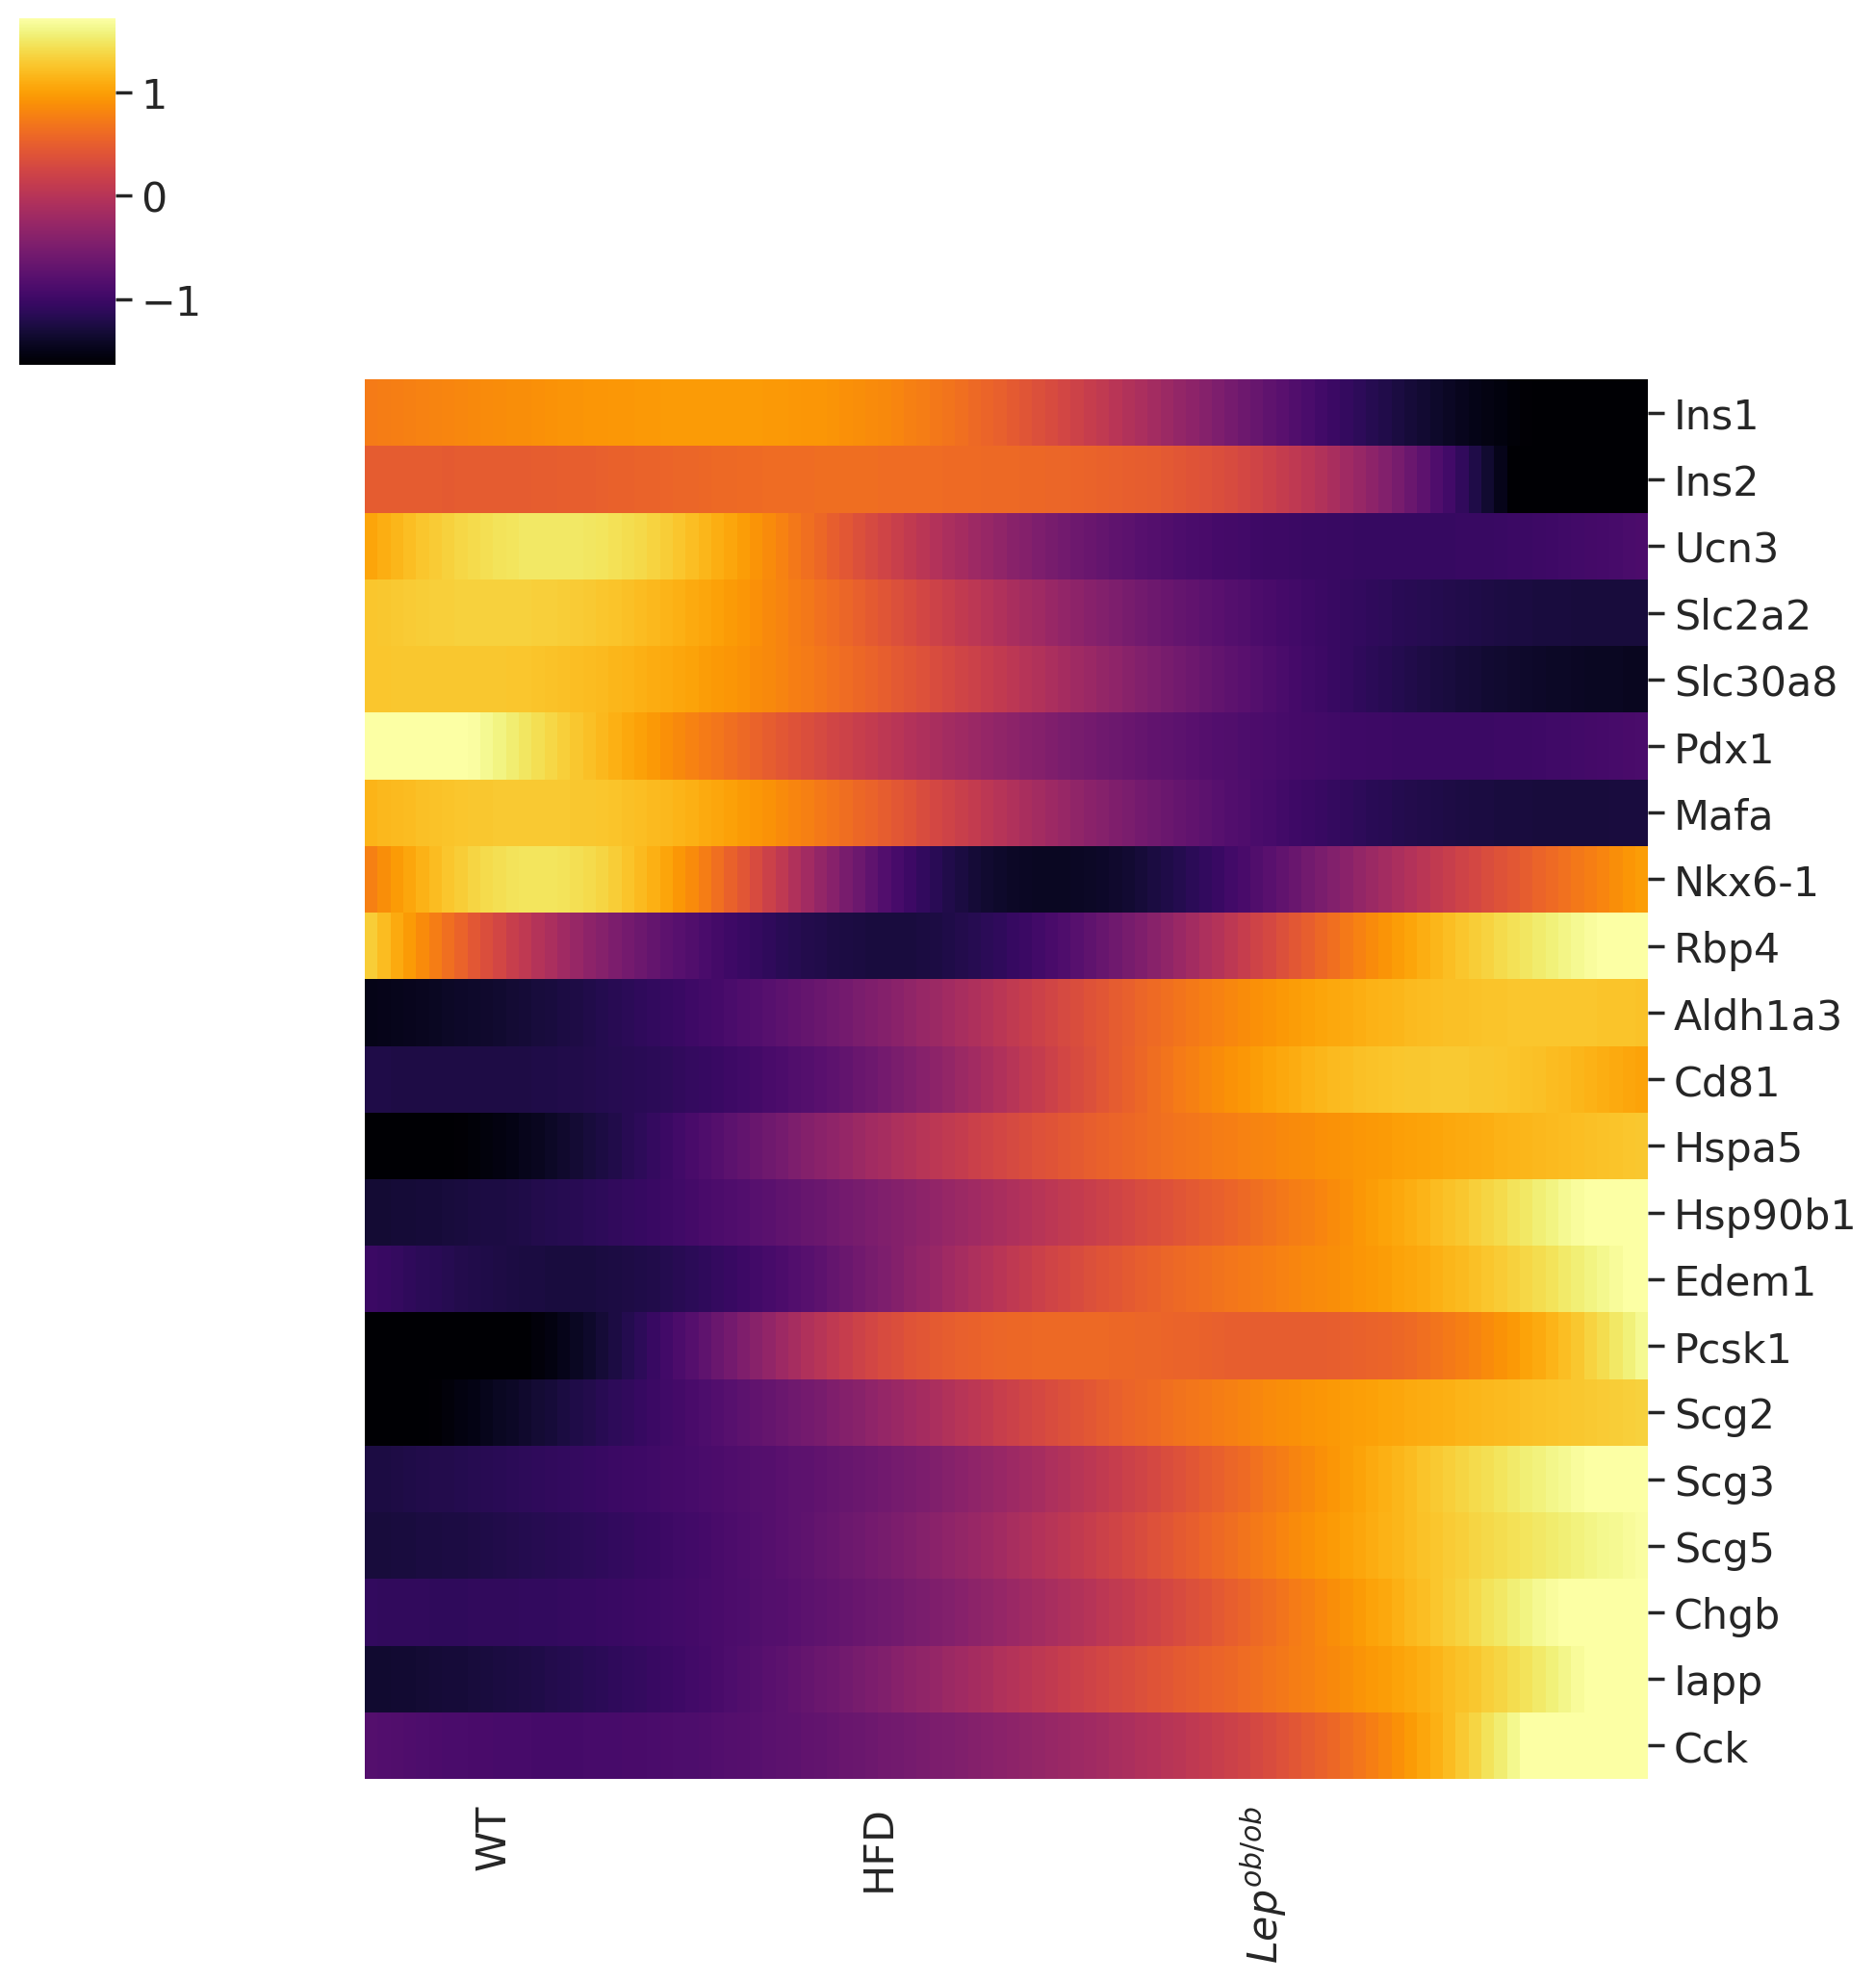 1
0
−1
Ins1
Ins2
Ucn3
Slc2a2
Slc30a8
Pdx1
Mafa
Nkx6-1
Rbp4
Aldh1a3
Cd81
Hspa5
Hsp90b1
Edem1
Pcsk1
Scg2
Scg3
Scg5
Chgb
Iapp
Cck
WT
HFD
Lep^ob/ob